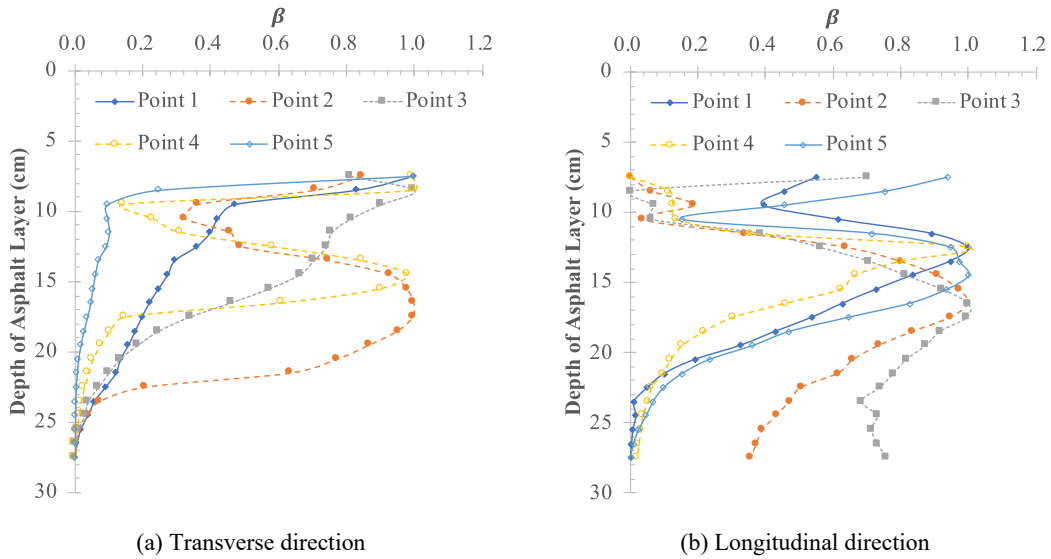 β
0.0 0.2 0.4 0.6 0.8 1.0 1.2
0
5
10
15
20
25
30
Depth of Asphalt Layer (cm)
Point 1 Point 2 Point 3
Point 4 Point 5
(a) Transverse direction
β
0.0 0.2 0.4 0.6 0.8 1.0 1.2
0
5
10
15
20
25
30
Depth of Asphalt Layer (cm)
Point 1 Point 2 Point 3
Point 4 Point 5
(b) Longitudinal direction